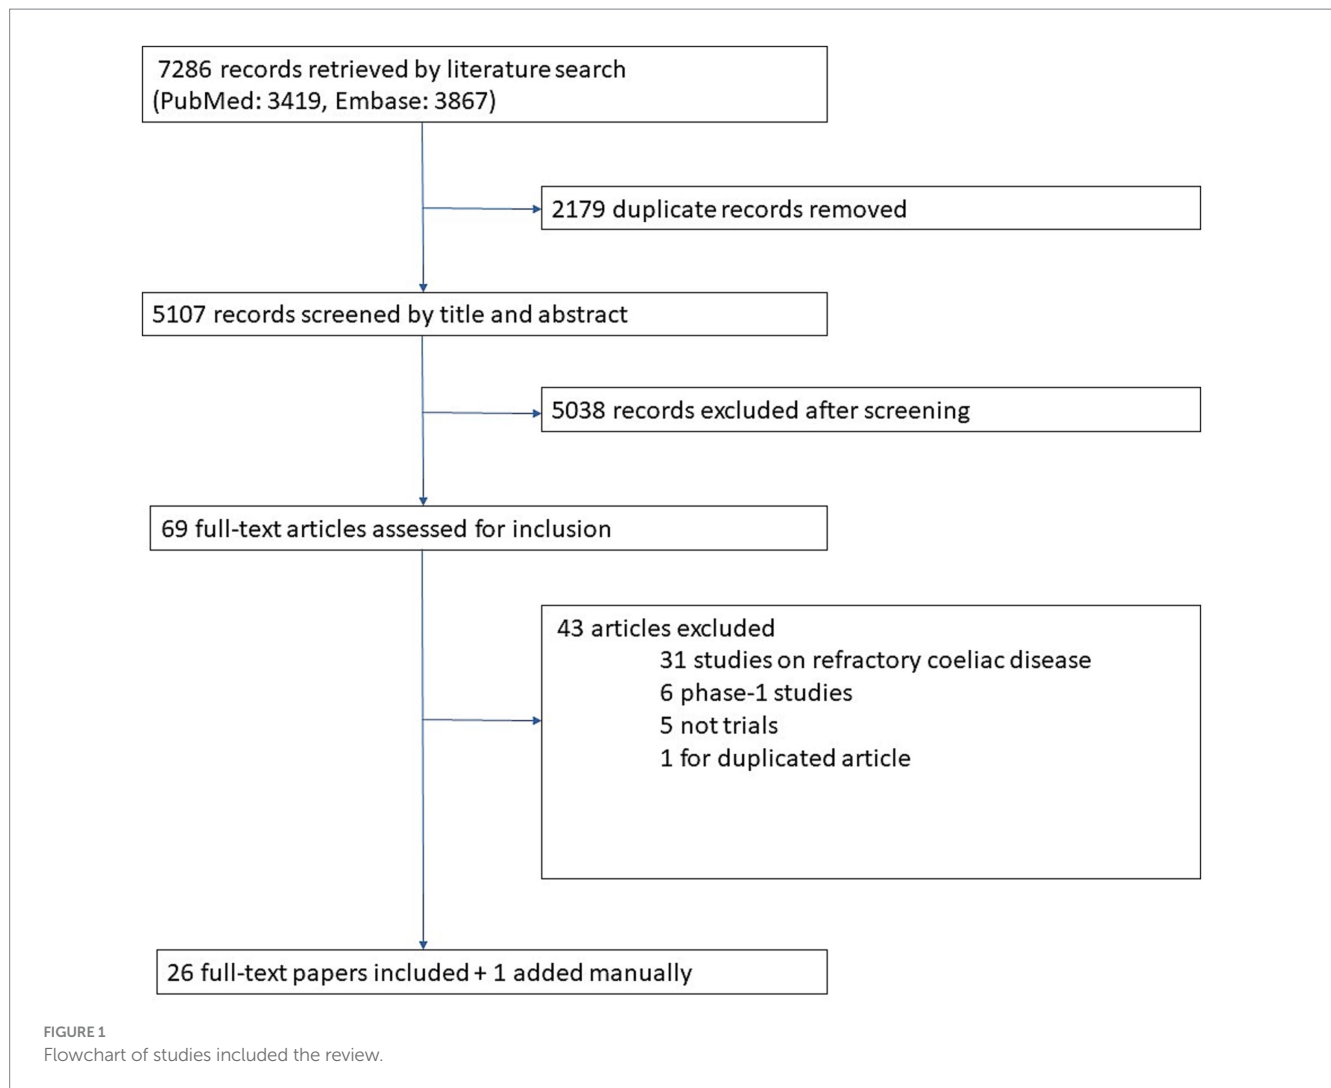 7286 records retrieved by literature search
(PubMed: 3419, Embase: 3867)
2179 duplicate records removed
5107 records screened by title and abstract
5038 records excluded after screening
69 full-text articles assessed for inclusion
43 articles excluded
31 studies on refractory coeliac disease
6 phase-1 studies
5 not trials
1 for duplicated article
26 full-text papers included + 1 added manually
FIGURE 1
Flowchart of studies included the review.